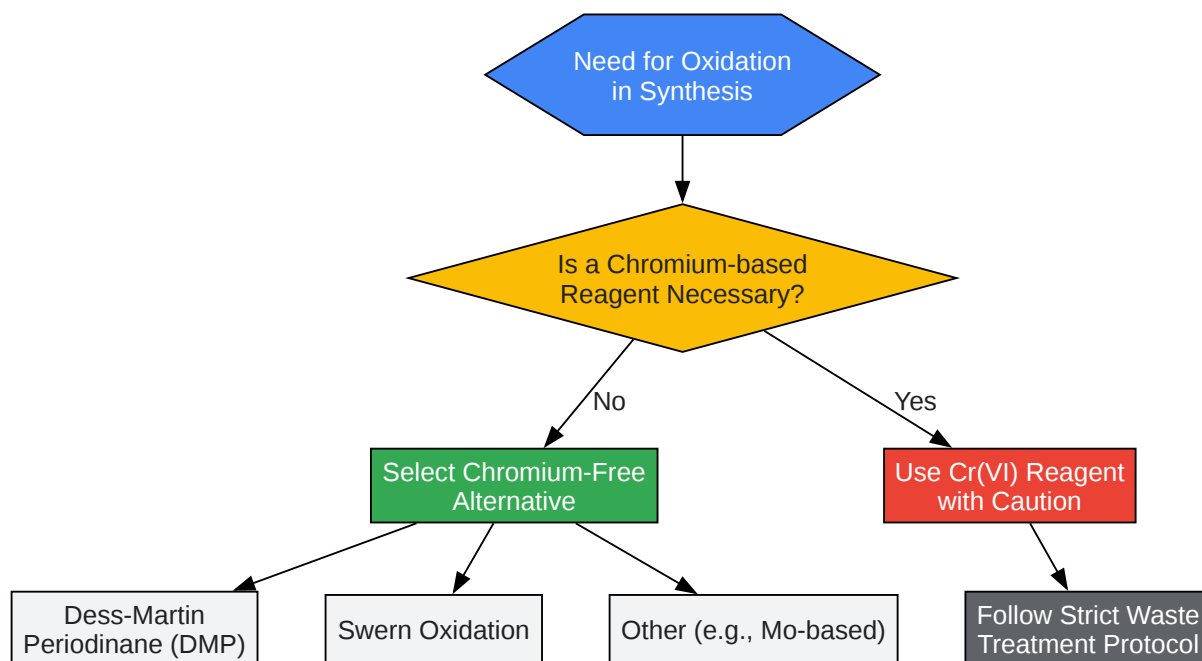 Need for Oxidation
in Synthesis
Is a Chromium-based
Reagent Necessary?
No
Yes
Select Chromium-Free
Alternative
Use Cr(VI) Reagent
with Caution
Dess-Martin
Periodinane (DMP)
Swern Oxidation
Other (e.g., Mo-based)
Follow Strict Waste
Treatment Protocol